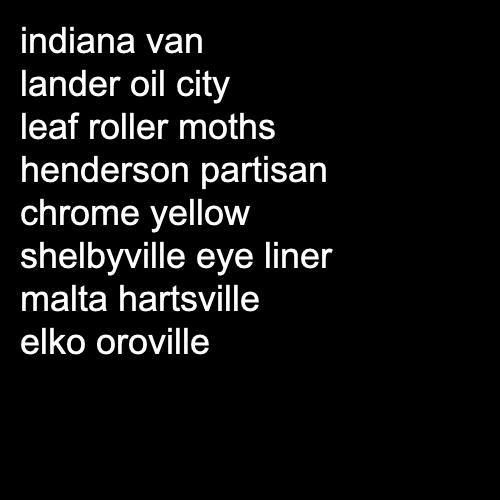 indiana van
lander oil city
leaf roller moths
henderson partisan
chrome yellow
shelbyville eye liner
malta hartsville
elko oroville